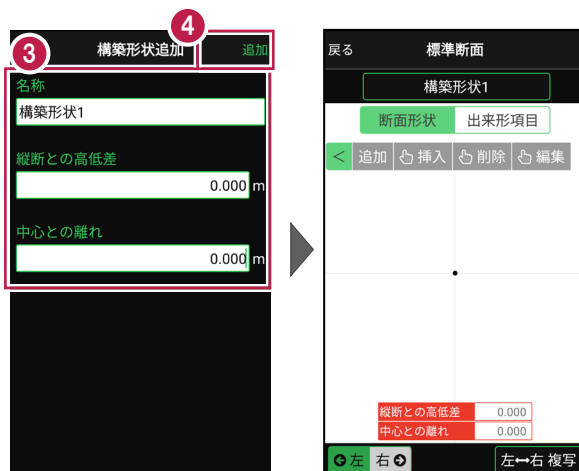 3
4
構築形状追加
追加
名称
構築形状1
縦断との高低差
0.000 m
中心との離れ
0.000 m
戻る
標準断面
構築形状1
断面形状 出来形項目
< 追加 挿入 削除 編集
縦断との高低差 0.000
中心との離れ 0.000
左 右 左↔右 複写